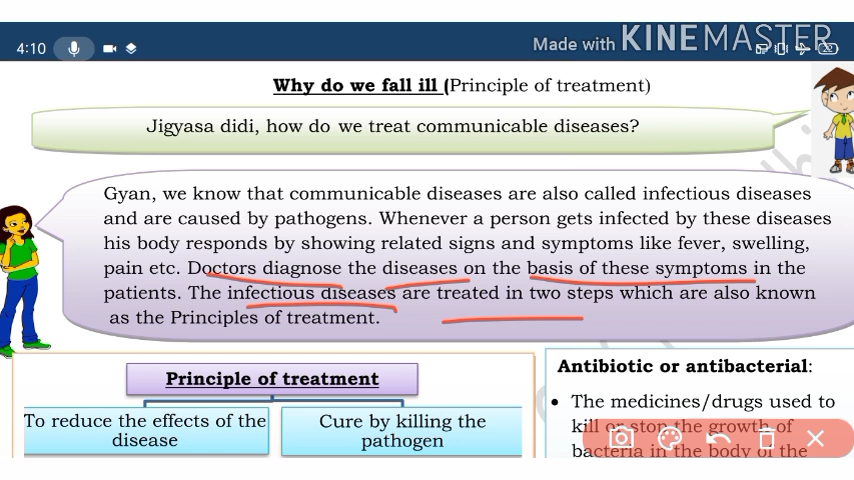 4:10
Made with KINEMASTER
Why do we fall ill (Principle of treatment)
Jigyasa didi, how do we treat communicable diseases?
Gyan, we know that communicable diseases are also called infectious diseases
and are caused by pathogens. Whenever a person gets infected by these diseases
his body responds by showing related signs and symptoms like fever, swelling,
pain etc. Doctors diagnose the diseases on the basis of these symptoms in the
patients. The infectious diseases are treated in two steps which are also known
as the Principles of treatment.
Principle of treatment
To reduce the effects of the
disease
Cure by killing the
pathogen
Antibiotic or antibacterial:
• The medicines/drugs used to
kill or stop the growth of
bacteria in the body of the